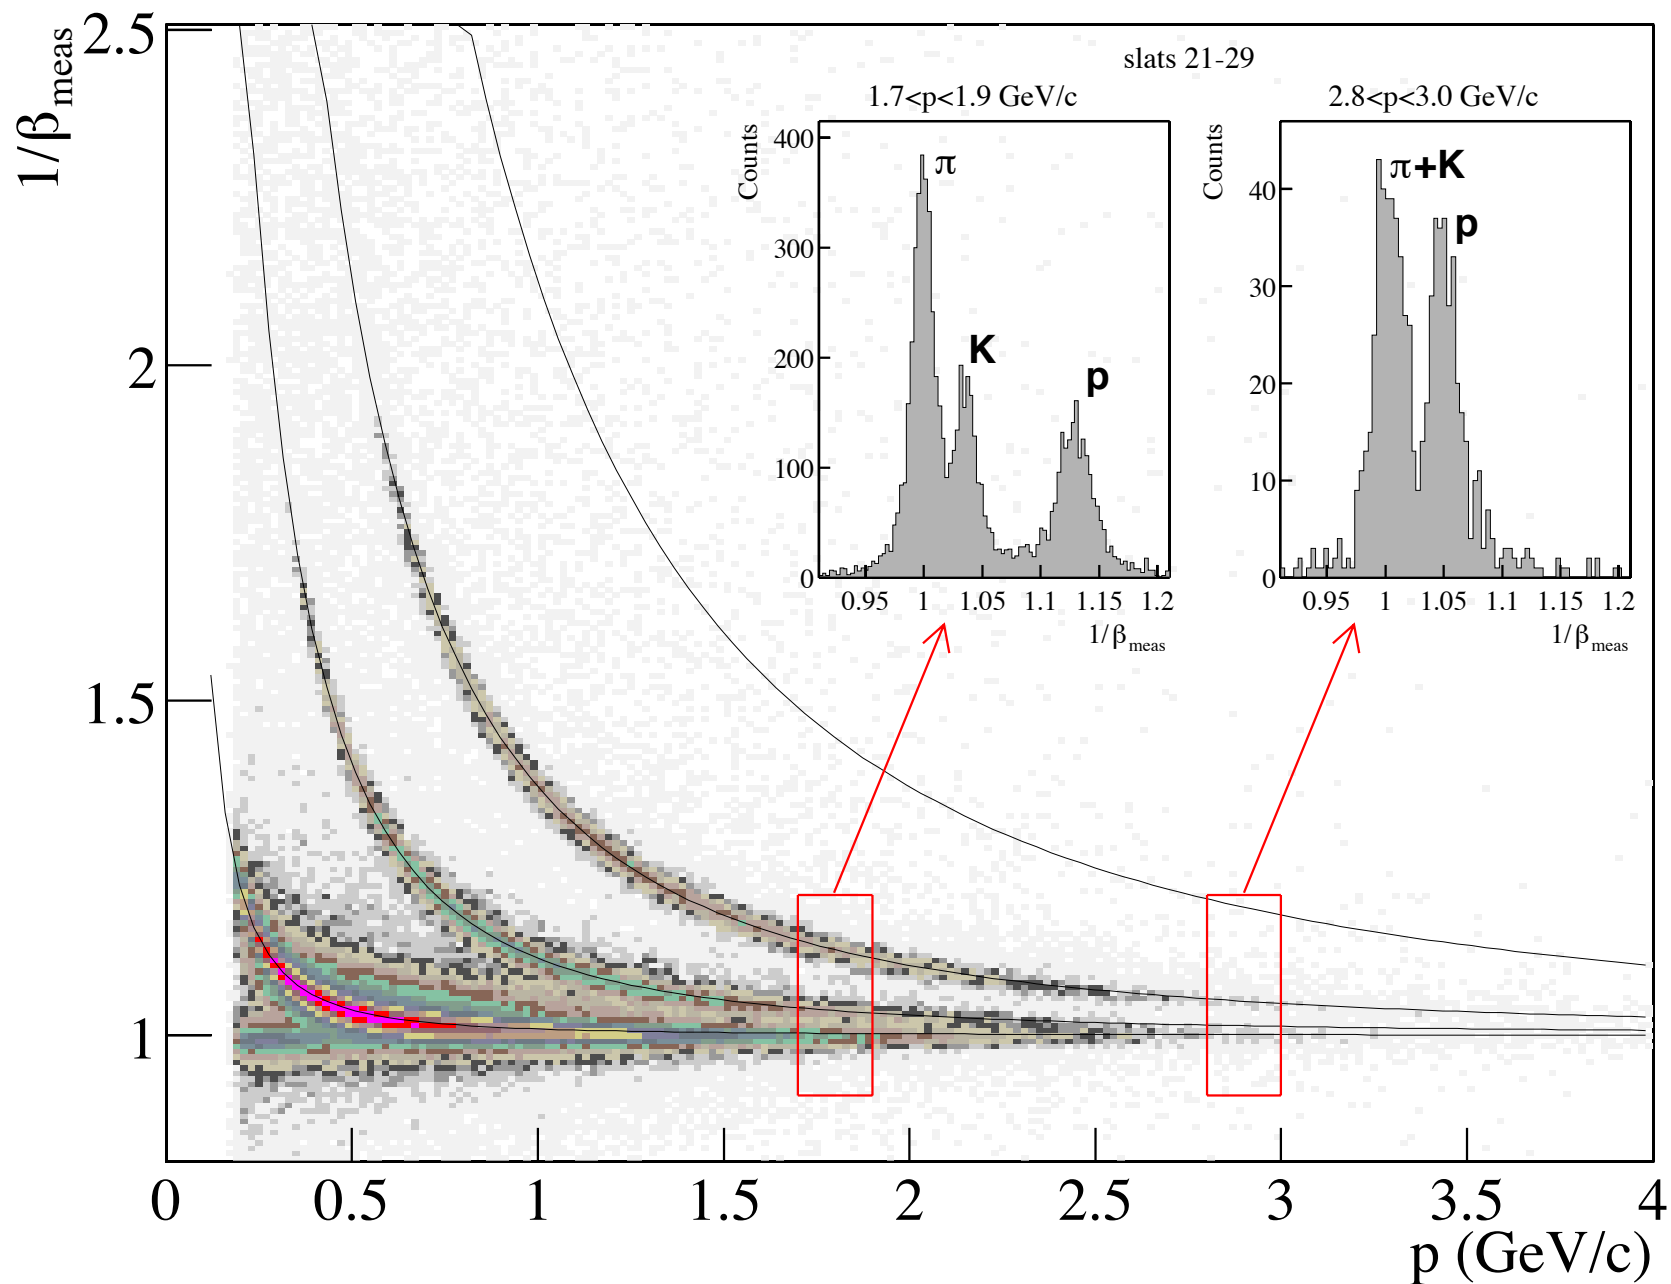 2.5
1/βmeas
2
1.5
1
0 0.5 1 1.5 2 2.5 3 3.5 4
p (GeV/c)
slats 21-29
1.7<p<1.9 GeV/c
Counts
400
300
200
100
0
π
K
p
0.95 1 1.05 1.1 1.15 1.2
1/βmeas
2.8<p<3.0 GeV/c
Counts
40
30
20
10
0
π+K
p
0.95 1 1.05 1.1 1.15 1.2
1/βmeas